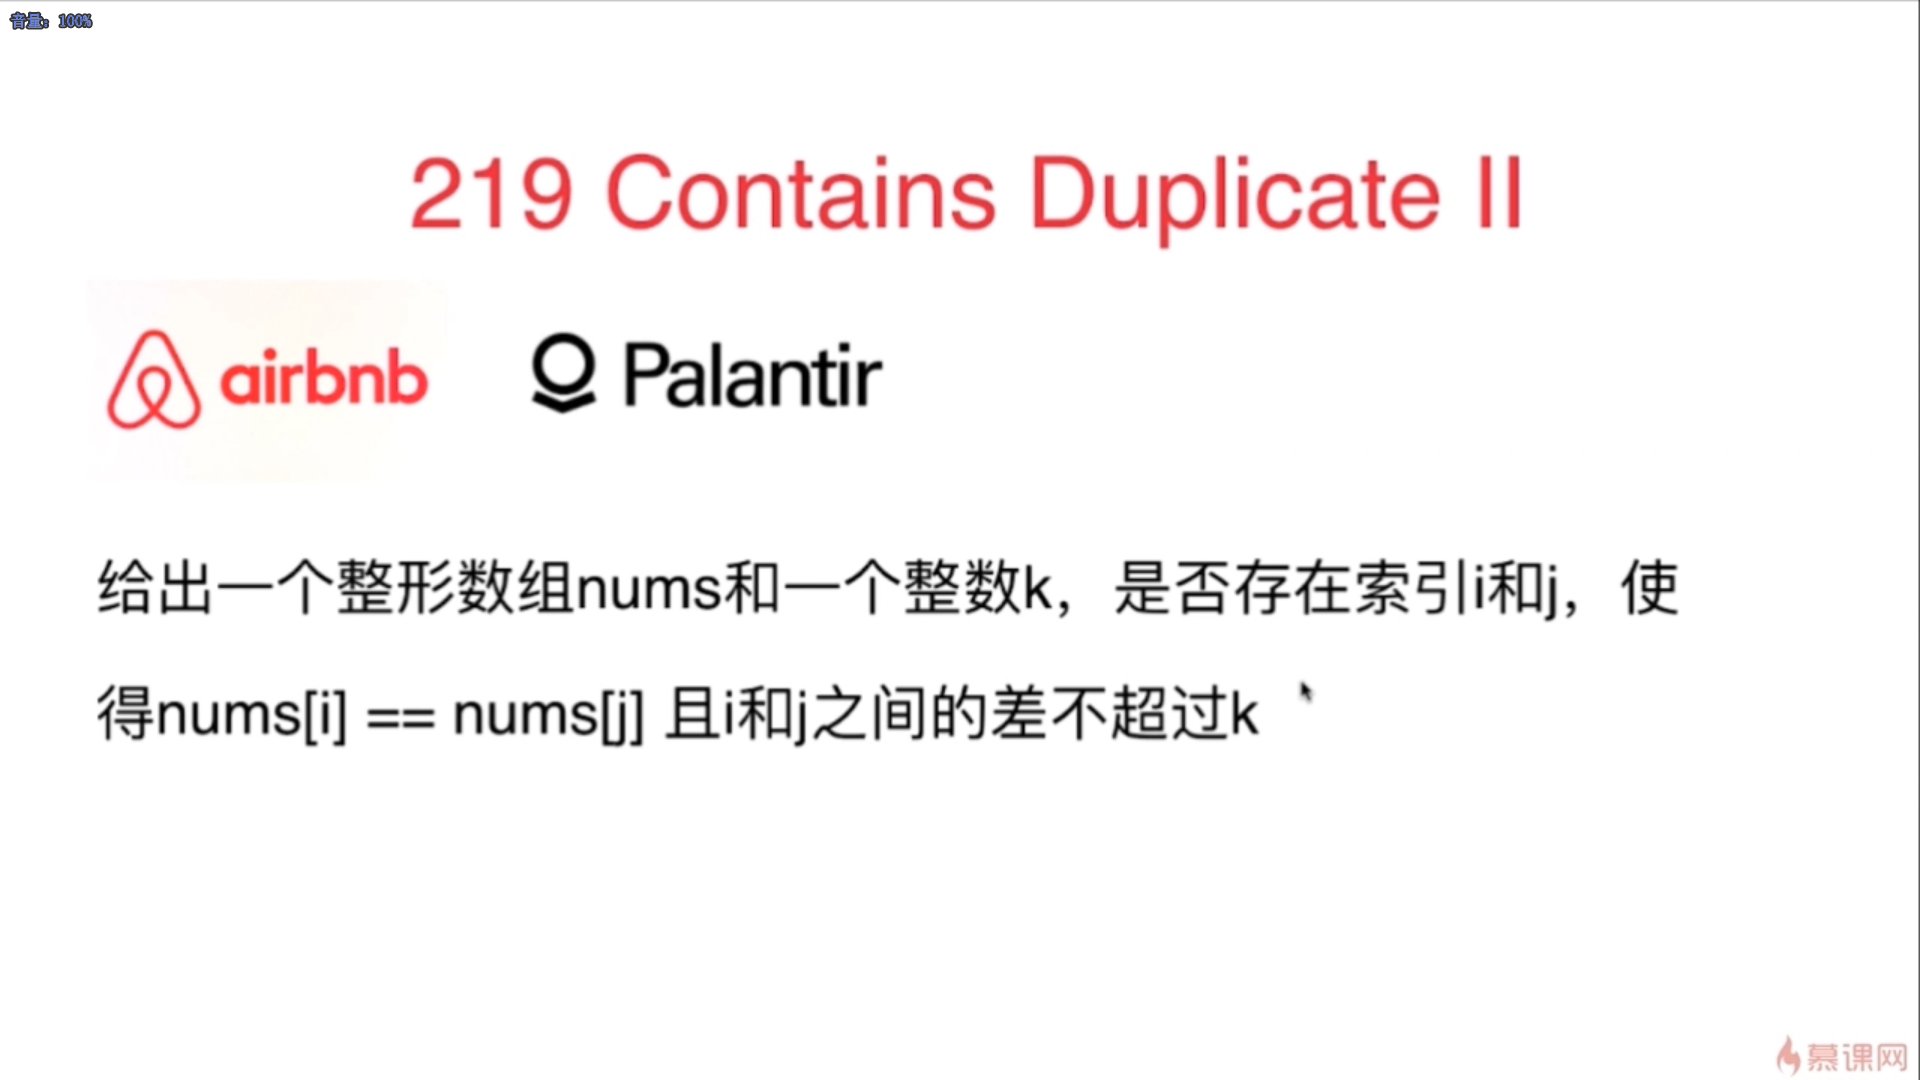 音量: 100%
219 Contains Duplicate II
airbnb
Palantir
给出一个整形数组nums和一个整数k，是否存在索引i和j，使
得nums[i] == nums[j] 且i和j之间的差不超过k
慕课网